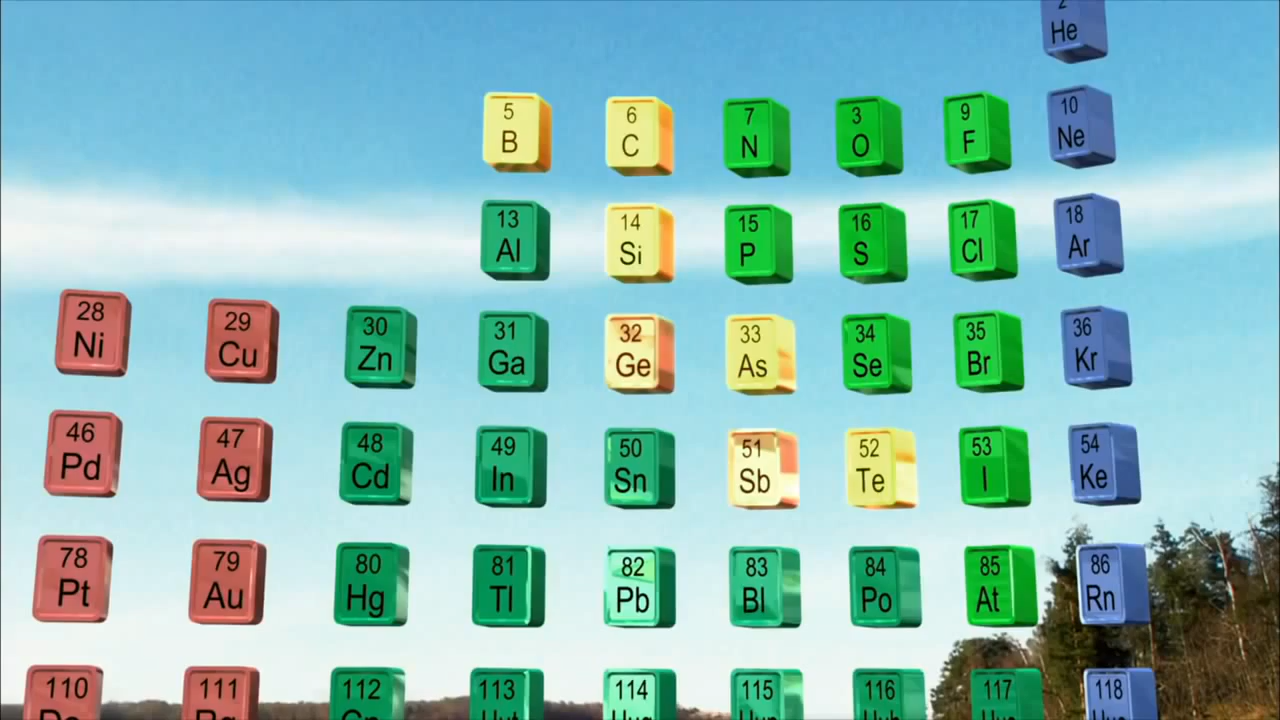 2
He
5 6 7 3 9 10
B C N O F Ne
13 14 15 16 17 18
Al Si P S Cl Ar
28 29 30 31 32 33 34 35 36
Ni Cu Zn Ga Ge As Se Br Kr
46 47 48 49 50 51 52 53 54
Pd Ag Cd In Sn Sb Te I Ke
78 79 80 81 82 83 84 85 86
Pt Au Hg Tl Pb Bl Po At Rn
110 111 112 113 114 115 116 117 118